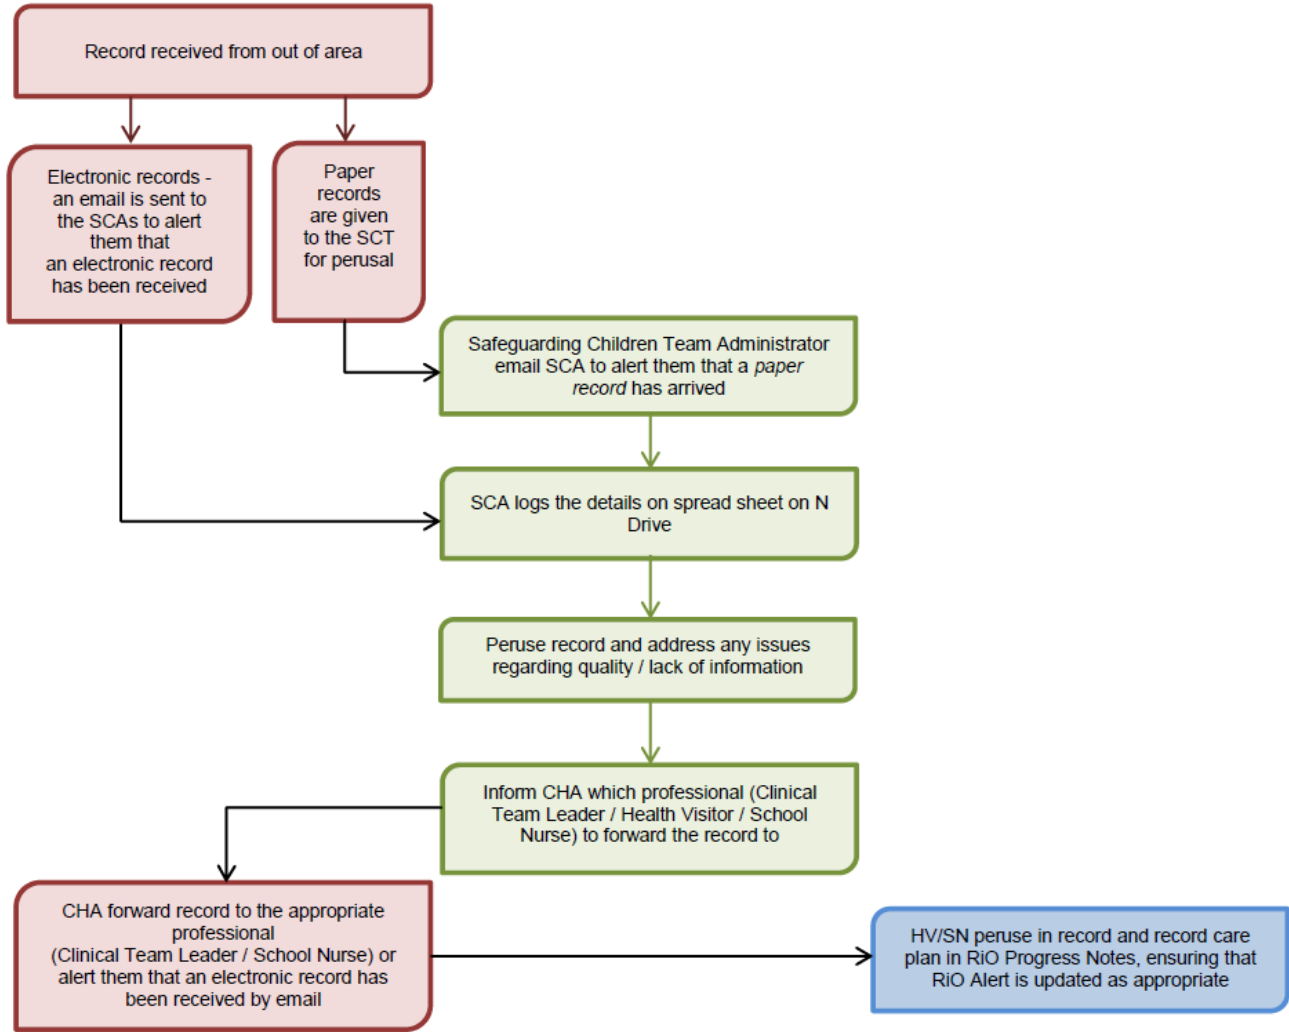 Record received from out of area
Electronic records -
an email is sent to
the SCAs to alert
them that
an electronic record
has been received
Paper
records
are given
to the SCT
for perusal
Safeguarding Children Team Administrator
email SCA to alert them that a paper
record has arrived
SCA logs the details on spread sheet on N
Drive
Peruse record and address any issues
regarding quality / lack of information
Inform CHA which professional (Clinical
Team Leader / Health Visitor / School
Nurse) to forward the record to
CHA forward record to the appropriate
professional
(Clinical Team Leader / School Nurse) or
alert them that an electronic record has
been received by email
HV/SN peruse in record and record care
plan in RiO Progress Notes, ensuring that
RiO Alert is updated as appropriate